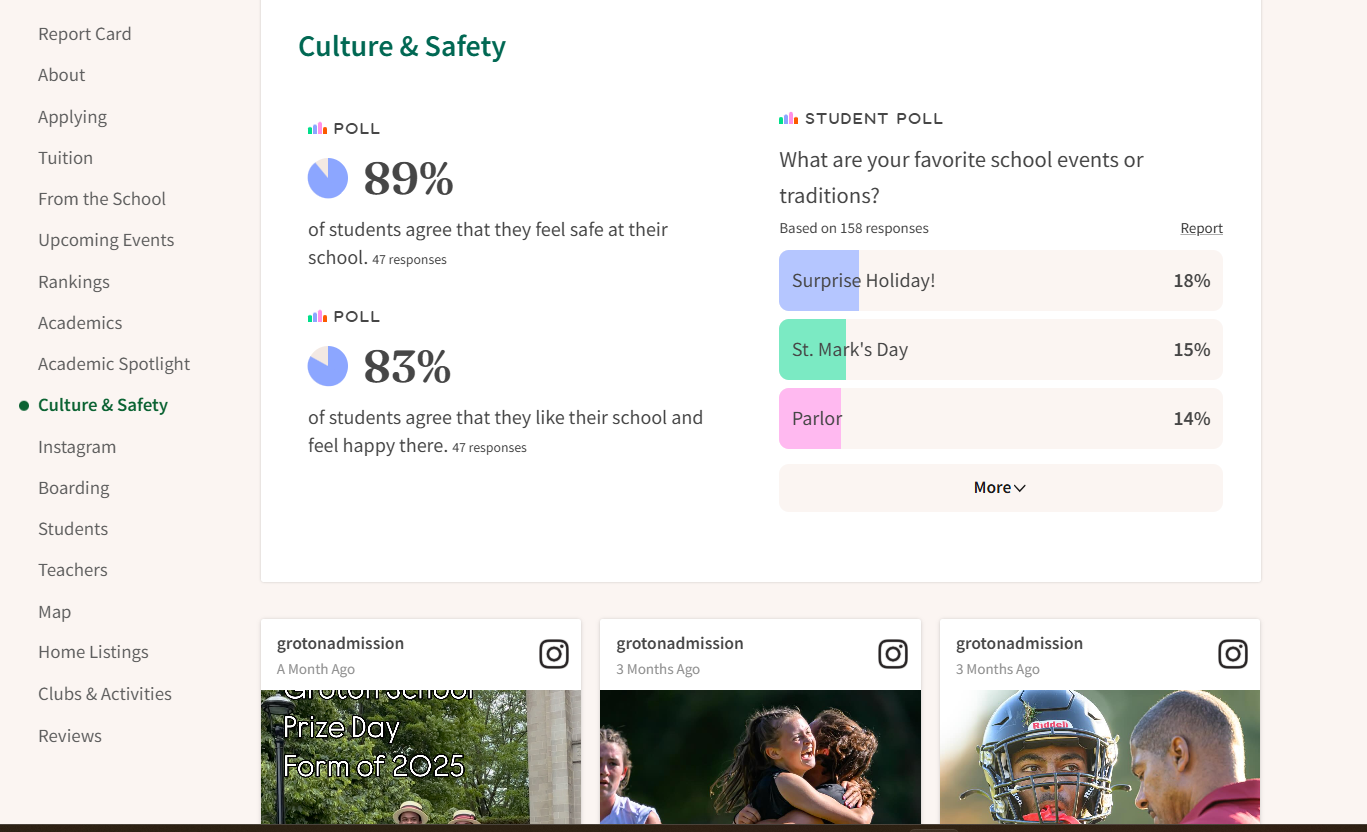 Report Card
About
Applying
Tuition
From the School
Upcoming Events
Rankings
Academics
Academic Spotlight
Culture & Safety
Instagram
Boarding
Students
Teachers
Map
Home Listings
Clubs & Activities
Reviews
Culture & Safety
POLL
89%
of students agree that they feel safe at their
school. 47 responses
POLL
83%
of students agree that they like their school and
feel happy there. 47 responses
STUDENT POLL
What are your favorite school events or
traditions?
Based on 158 responses Report
Surprise Holiday! 18%
St. Mark's Day 15%
Parlor 14%
More
grotonadmission
A Month Ago
Groton School
Prize Day
Form of 2025
grotonadmission
3 Months Ago
grotonadmission
3 Months Ago
Riddell